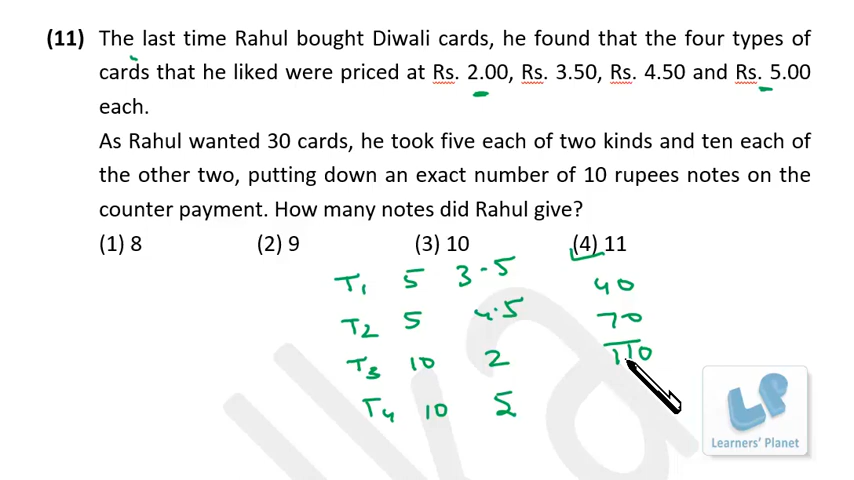 (11) The last time Rahul bought Diwali cards, he found that the four types of
cards that he liked were priced at Rs. 2.00, Rs. 3.50, Rs. 4.50 and Rs. 5.00
each.
As Rahul wanted 30 cards, he took five each of two kinds and ten each of
the other two, putting down an exact number of 10 rupees notes on the
counter payment. How many notes did Rahul give?
(1) 8 (2) 9 (3) 10 (4) 11
T1 5 3.5 40
T2 5 4.5 70
T3 10 2 110
T4 10 5
LP
Learners' Planet